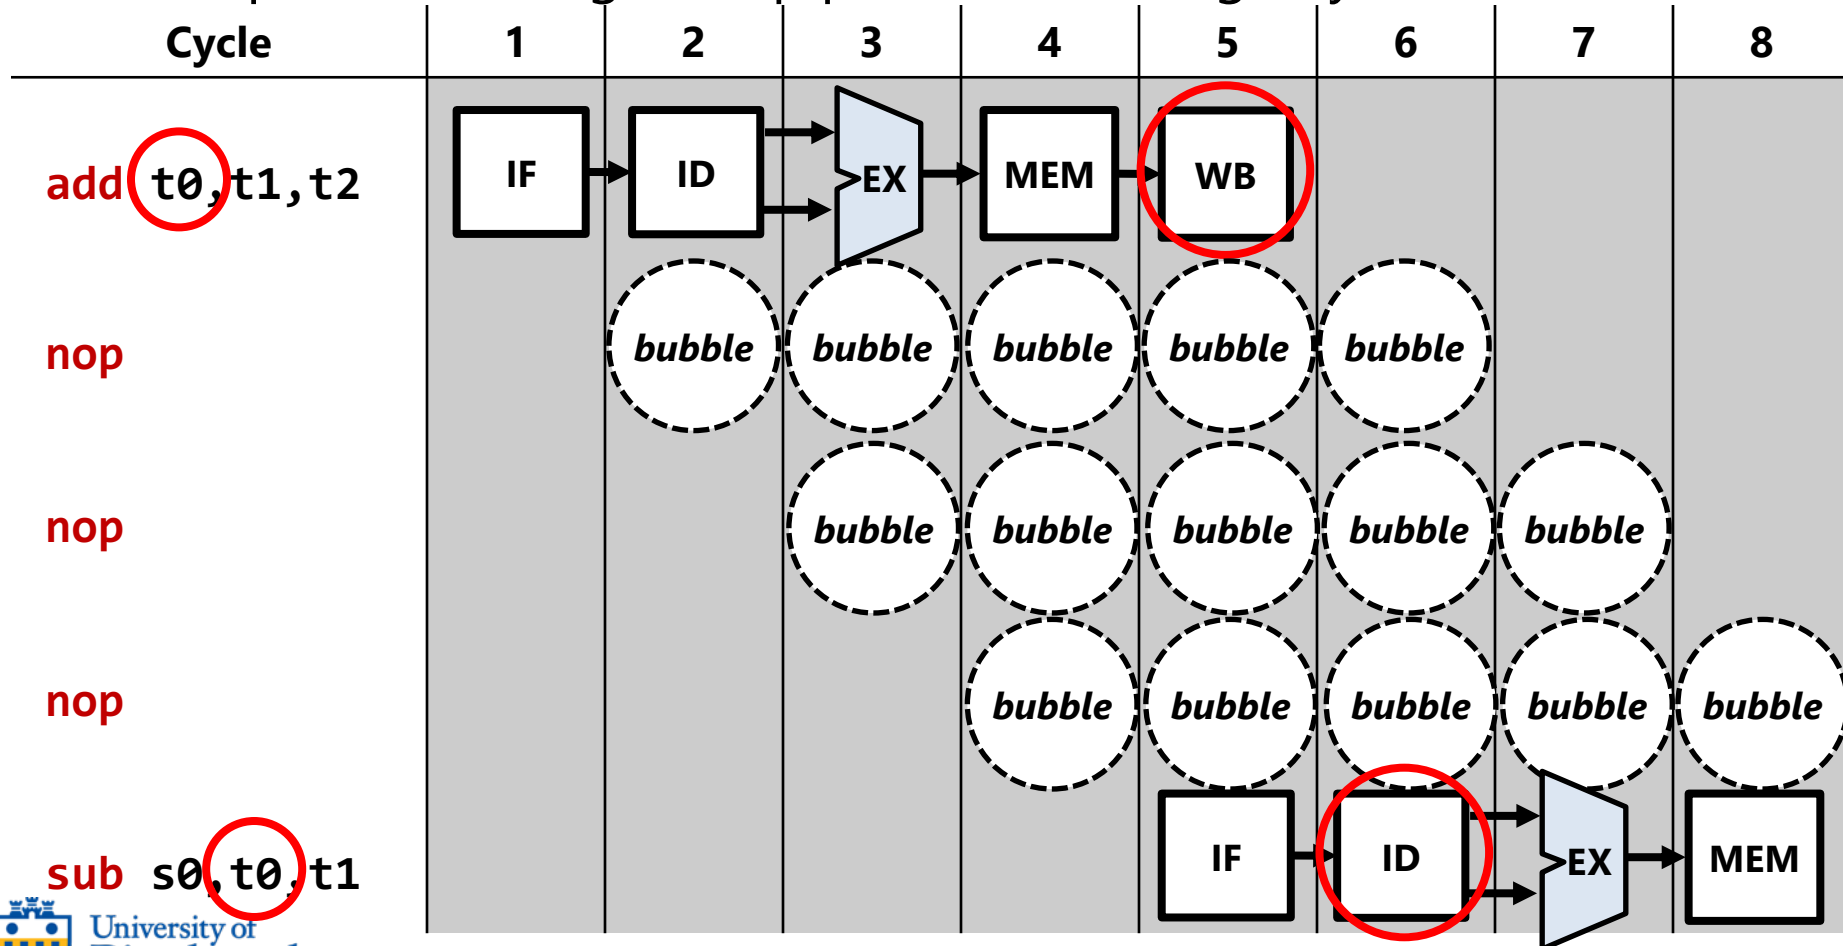 Cycle 1 2 3 4 5 6 7 8
add t0,t1,t2 IF ID EX MEM WB
nop bubble bubble bubble bubble bubble
nop bubble bubble bubble bubble bubble
nop bubble bubble bubble bubble bubble
sub s0,t0,t1 IF ID EX MEM
University of